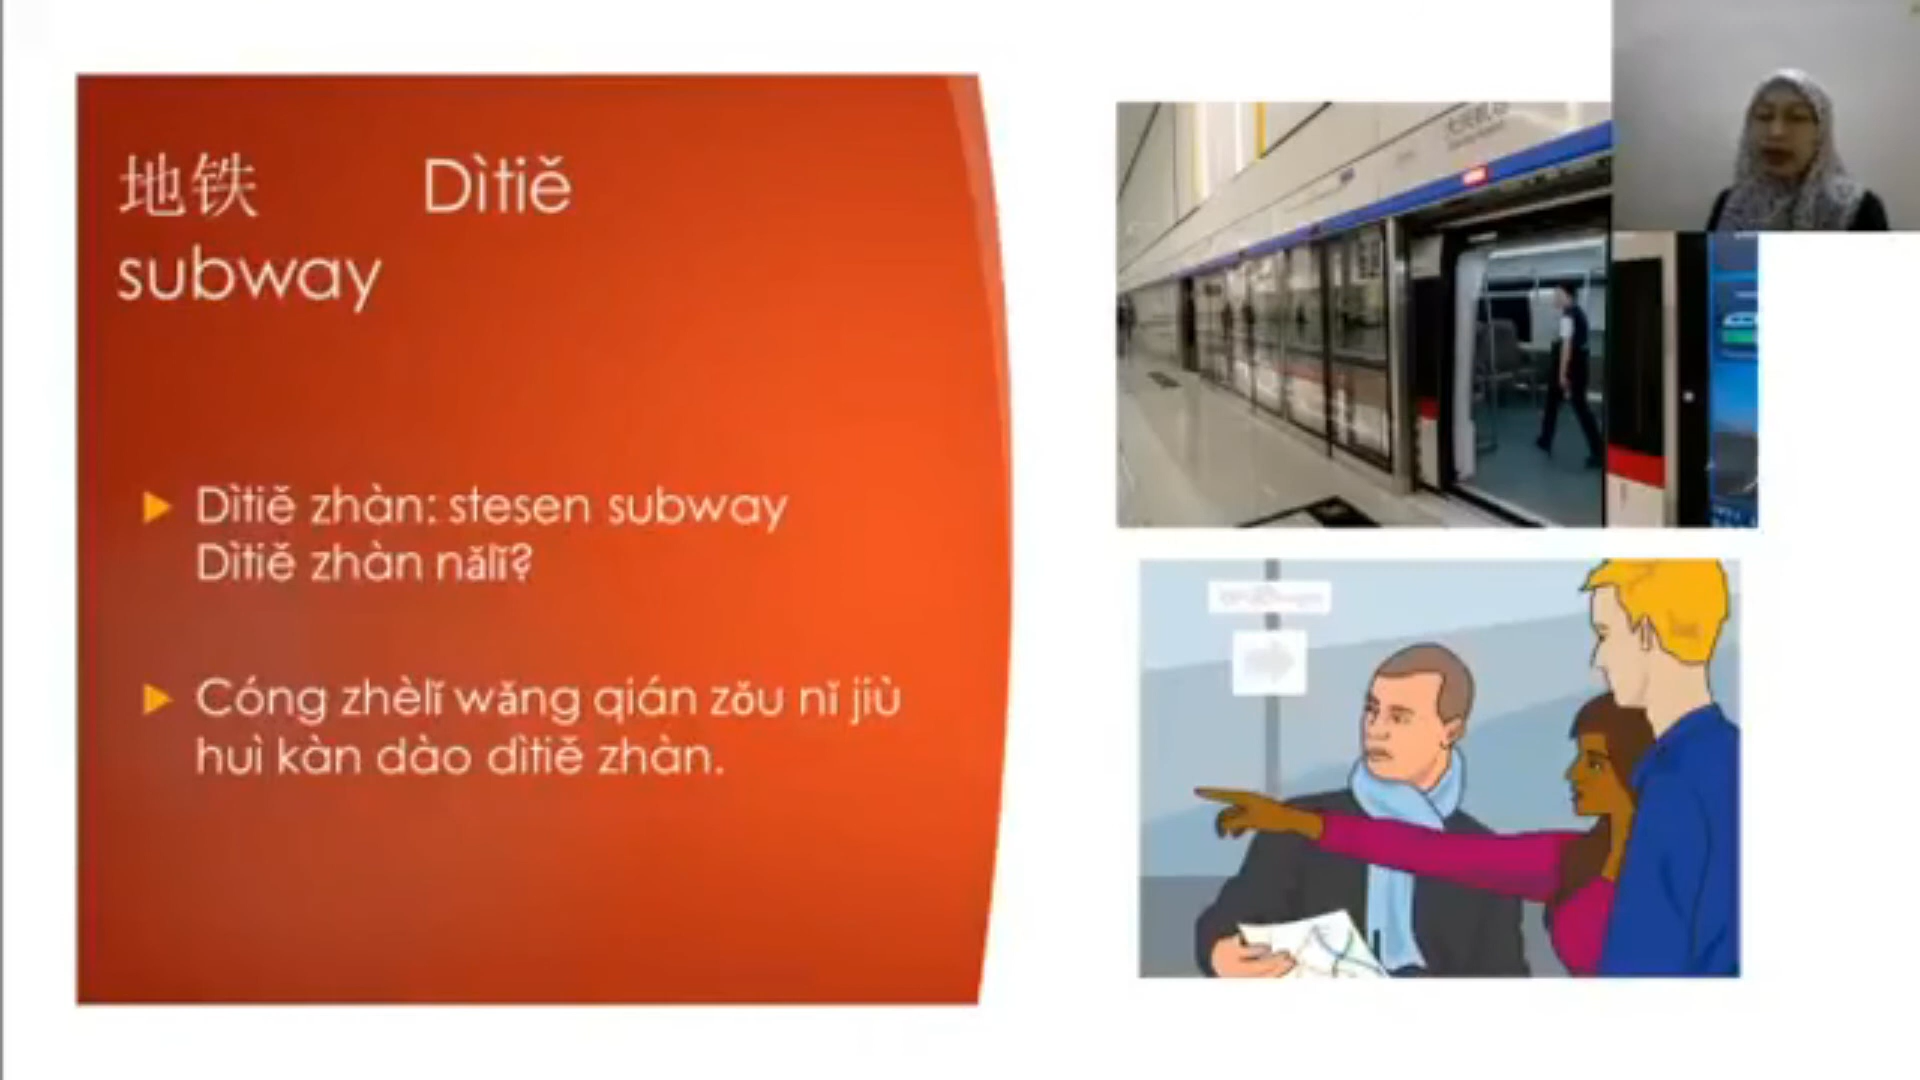 地铁 Dìtiě
subway
Dìtiě zhàn: stesen subway
Dìtiě zhàn nǎlǐ?
Cóng zhèlǐ wǎng qián zǒu nǐ jiù
huì kàn dào dìtiě zhàn.